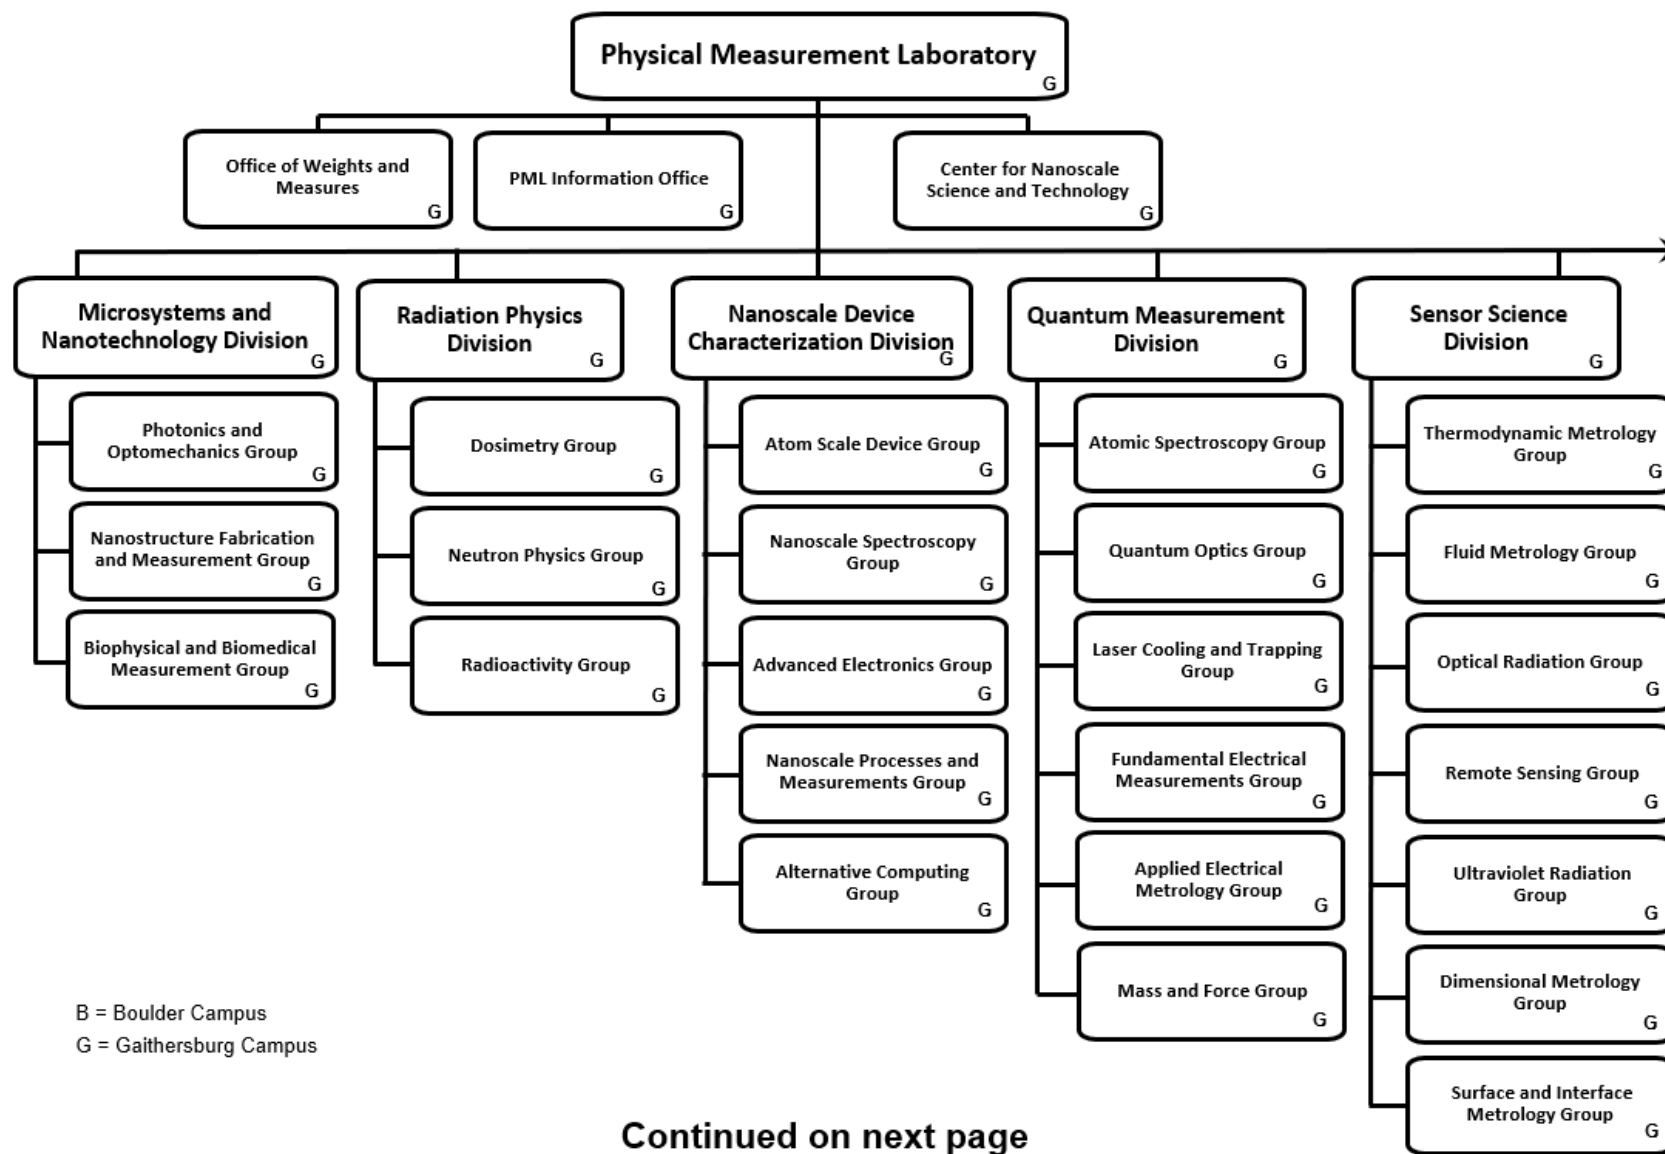 Physical Measurement Laboratory
G
Office of Weights and
Measures
G
PML Information Office
G
Center for Nanoscale
Science and Technology
G
Microsystems and
Nanotechnology Division
G
Photonics and
Optomechanics Group
G
Nanostructure Fabrication
and Measurement Group
G
Biophysical and Biomedical
Measurement Group
G
Radiation Physics
Division
G
Dosimetry Group
G
Neutron Physics Group
G
Radioactivity Group
G
Nanoscale Device
Characterization Division
G
Atom Scale Device Group
G
Nanoscale Spectroscopy
Group
G
Advanced Electronics Group
G
Nanoscale Processes and
Measurements Group
G
Alternative Computing
Group
G
Quantum Measurement
Division
G
Atomic Spectroscopy Group
G
Quantum Optics Group
G
Laser Cooling and Trapping
Group
G
Fundamental Electrical
Measurements Group
G
Applied Electrical
Metrology Group
G
Mass and Force Group
G
Sensor Science
Division
G
Thermodynamic Metrology
Group
G
Fluid Metrology Group
G
Optical Radiation Group
G
Remote Sensing Group
G
Ultraviolet Radiation
Group
G
Dimensional Metrology
Group
G
Surface and Interface
Metrology Group
G
B = Boulder Campus
G = Gaithersburg Campus
Continued on next page